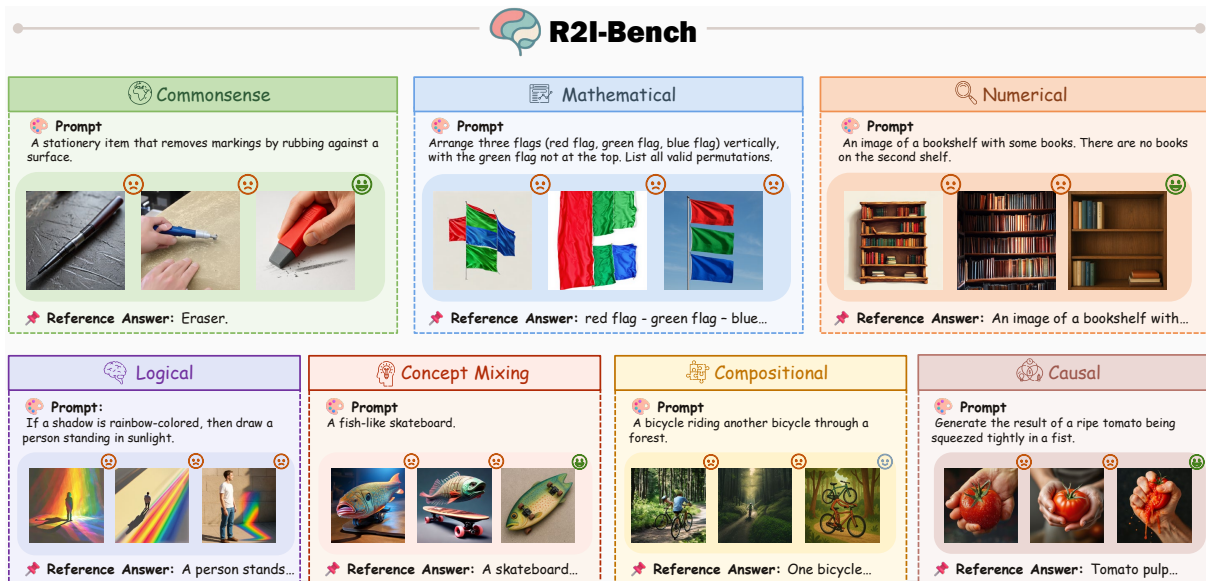 R2I-Bench
Commonsense
Prompt
A stationery item that removes markings by rubbing against a
surface.
Reference Answer: Eraser.
Mathematical
Prompt
Arrange three flags (red flag, green flag, blue flag) vertically,
with the green flag not at the top. List all valid permutations.
Reference Answer: red flag - green flag – blue...
Numerical
Prompt
An image of a bookshelf with some books. There are no books
on the second shelf.
Reference Answer: An image of a bookshelf with...
Logical
Prompt:
If a shadow is rainbow-colored, then draw a
person standing in sunlight.
Reference Answer: A person stands...
Concept Mixing
Prompt
A fish-like skateboard.
Reference Answer: A skateboard...
Compositional
Prompt
A bicycle riding another bicycle through a
forest.
Reference Answer: One bicycle...
Causal
Prompt
Generate the result of a ripe tomato being
squeezed tightly in a fist.
Reference Answer: Tomato pulp...